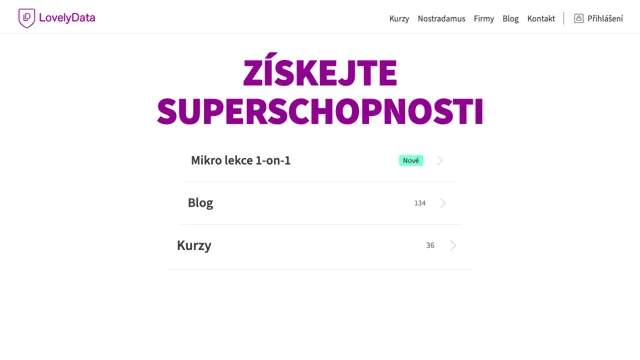 LovelyData
Kurzy Nostradamus Firmy Blog Kontakt Přihlášení
ZÍSKEJTE
SUPERSCHOPNOSTI
Mikro lekce 1-on-1 Nové
Blog 134
Kurzy 36